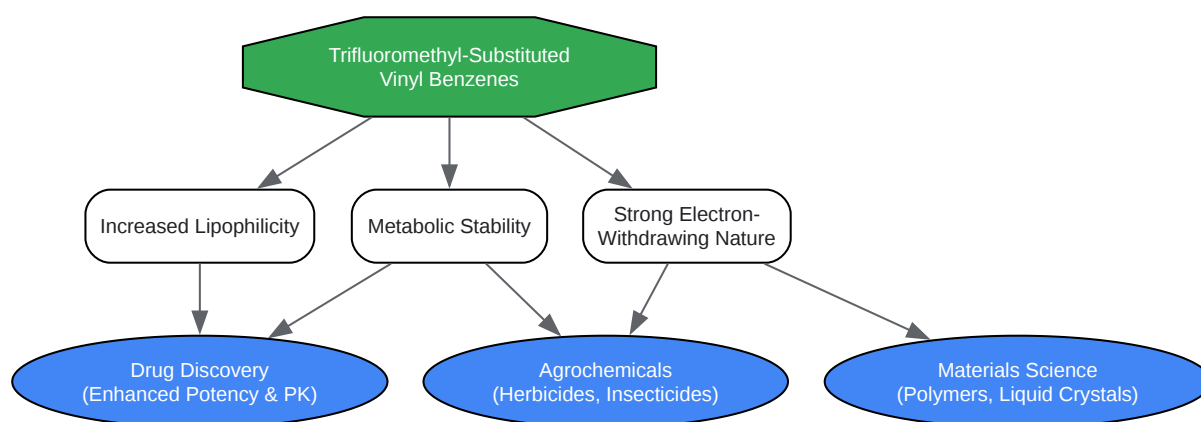 Trifluoromethyl-Substituted
Vinyl Benzenes
Increased Lipophilicity
Metabolic Stability
Strong Electron-
Withdrawing Nature
Drug Discovery
(Enhanced Potency & PK)
Agrochemicals
(Herbicides, Insecticides)
Materials Science
(Polymers, Liquid Crystals)